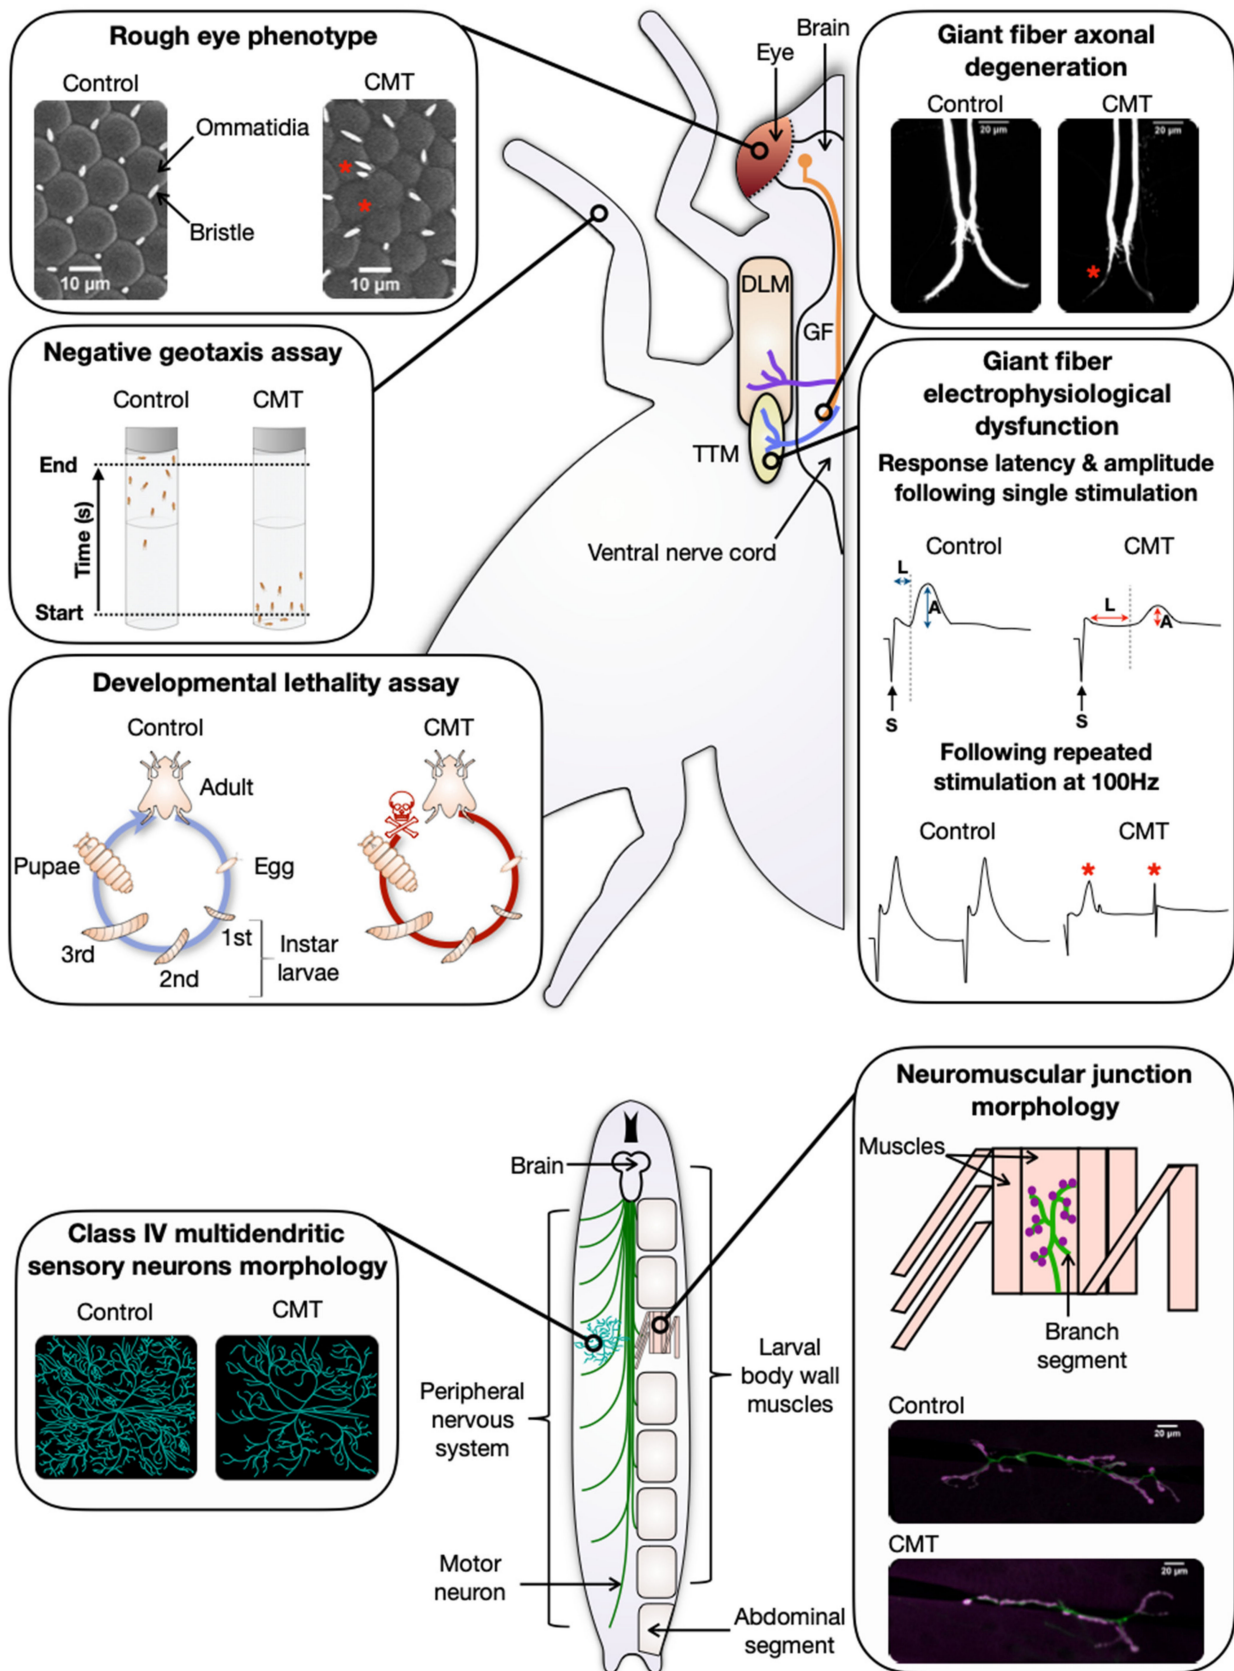 Rough eye phenotype
Control
CMT
Ommatidia
Bristle
10 µm
10 µm
*
*
Negative geotaxis assay
Control
CMT
End
Time (s)
Start
Developmental lethality assay
Control
CMT
Adult
Pupae
Egg
1st
2nd
3rd
Instar
larvae
Brain
Eye
DLM
GF
TTM
Ventral nerve cord
Giant fiber axonal
degeneration
Control
CMT
20 µm
20 µm
*
Giant fiber
electrophysiological
dysfunction
Response latency & amplitude
following single stimulation
Control
CMT
L
A
S
L
A
S
Following repeated
stimulation at 100Hz
Control
CMT
*
*
Class IV multidendritic
sensory neurons morphology
Control
CMT
Brain
Peripheral
nervous
system
Motor
neuron
Larval
body wall
muscles
Abdominal
segment
Neuromuscular junction
morphology
Muscles
Branch
segment
Control
20 µm
CMT
20 µm